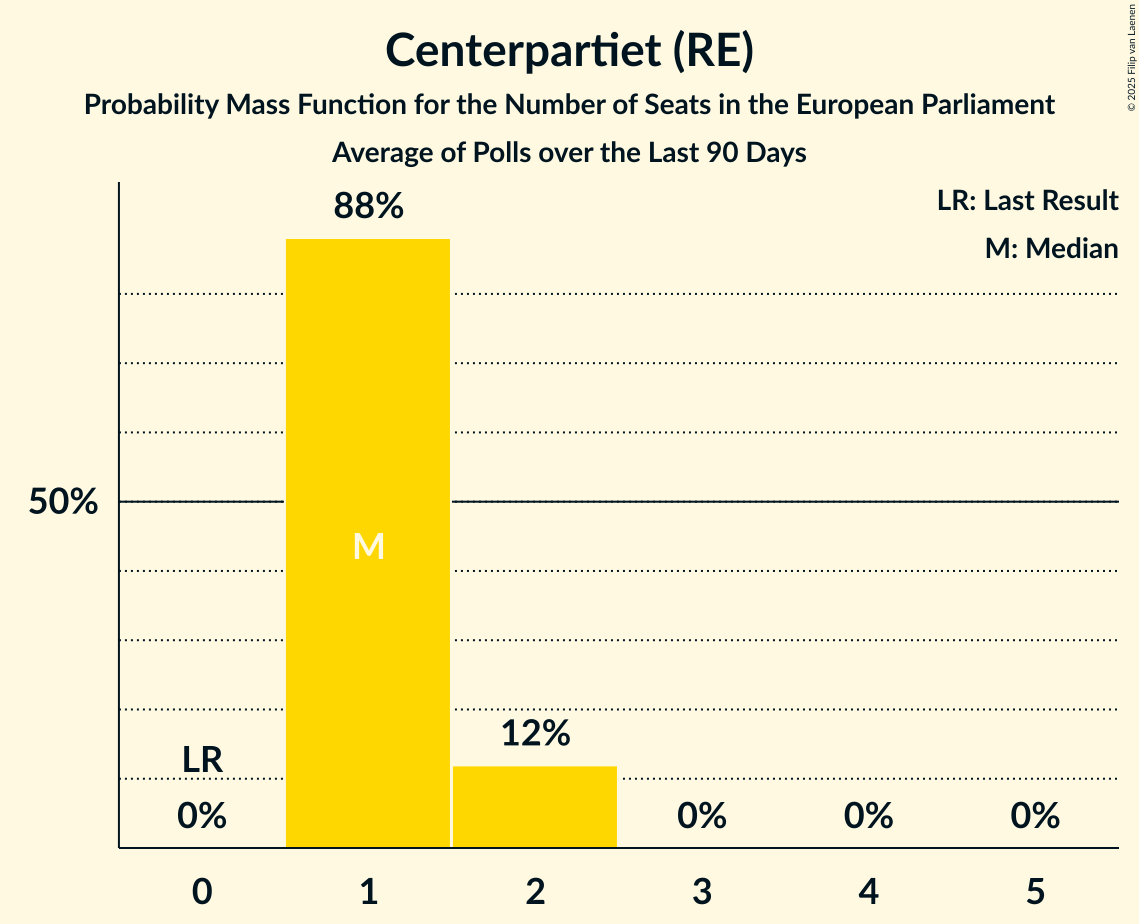 Centerpartiet (RE)
Probability Mass Function for the Number of Seats in the European Parliament
Average of Polls over the Last 90 Days
© 2025 Filip van Laenen
LR: Last Result
M: Median
88%
50%
M
12%
LR
0%
0%
0%
0%
0
1
2
3
4
5